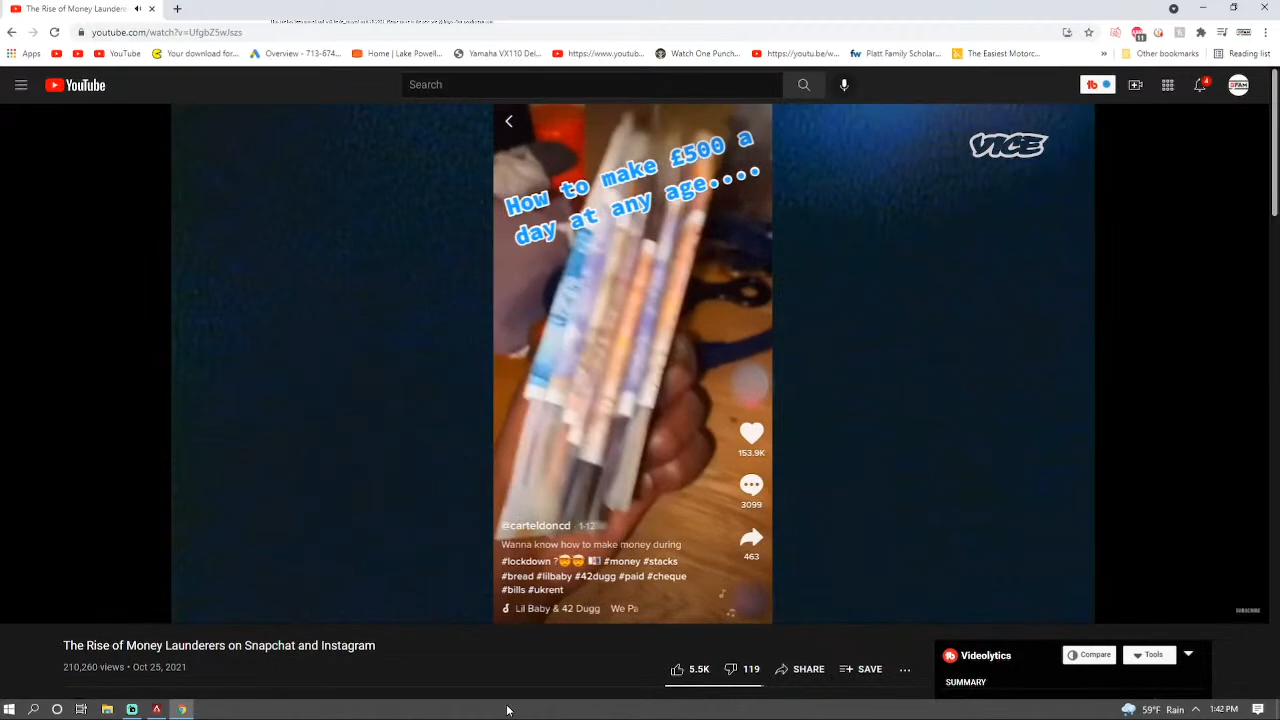 The Rise of Money Launders
youtube.com/watch?v=UfgbZ5wJszs
Apps
YouTube
Your download for...
Overview - 713-674...
Home | Lake Powell...
Yamaha VX110 Del...
https://www.youtub...
Watch One Punch...
https://youtu.be/w...
fw
Platt Family Scholar...
The Easiest Motorc...
»
Other bookmarks
Reading list
YouTube
Search
4
VICE
How to make £500 a
day at any age....
153.9K
3099
463
@carteldoncd · 1-12
Wanna know how to make money during
#lockdown ?🤯🤯 💵 #money #stacks
#bread #lilbaby #42dugg #paid #cheque
#bills #ukrent
Lil Baby & 42 Dugg We Pa
SUBSCRIBE
The Rise of Money Launderers on Snapchat and Instagram
210,260 views • Oct 25, 2021
5.5K
119
SHARE
SAVE
...
Videolytics
Compare
Tools
SUMMARY
59°F Rain
1:42 PM